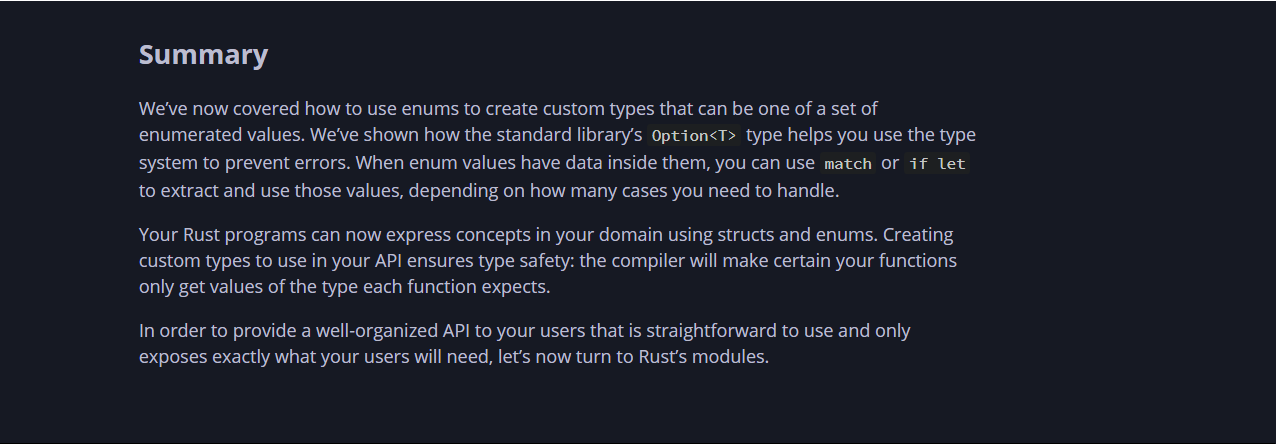 Summary
We’ve now covered how to use enums to create custom types that can be one of a set of
enumerated values. We’ve shown how the standard library’s Option<T> type helps you use the type
system to prevent errors. When enum values have data inside them, you can use match or if let
to extract and use those values, depending on how many cases you need to handle.
Your Rust programs can now express concepts in your domain using structs and enums. Creating
custom types to use in your API ensures type safety: the compiler will make certain your functions
only get values of the type each function expects.
In order to provide a well-organized API to your users that is straightforward to use and only
exposes exactly what your users will need, let’s now turn to Rust’s modules.